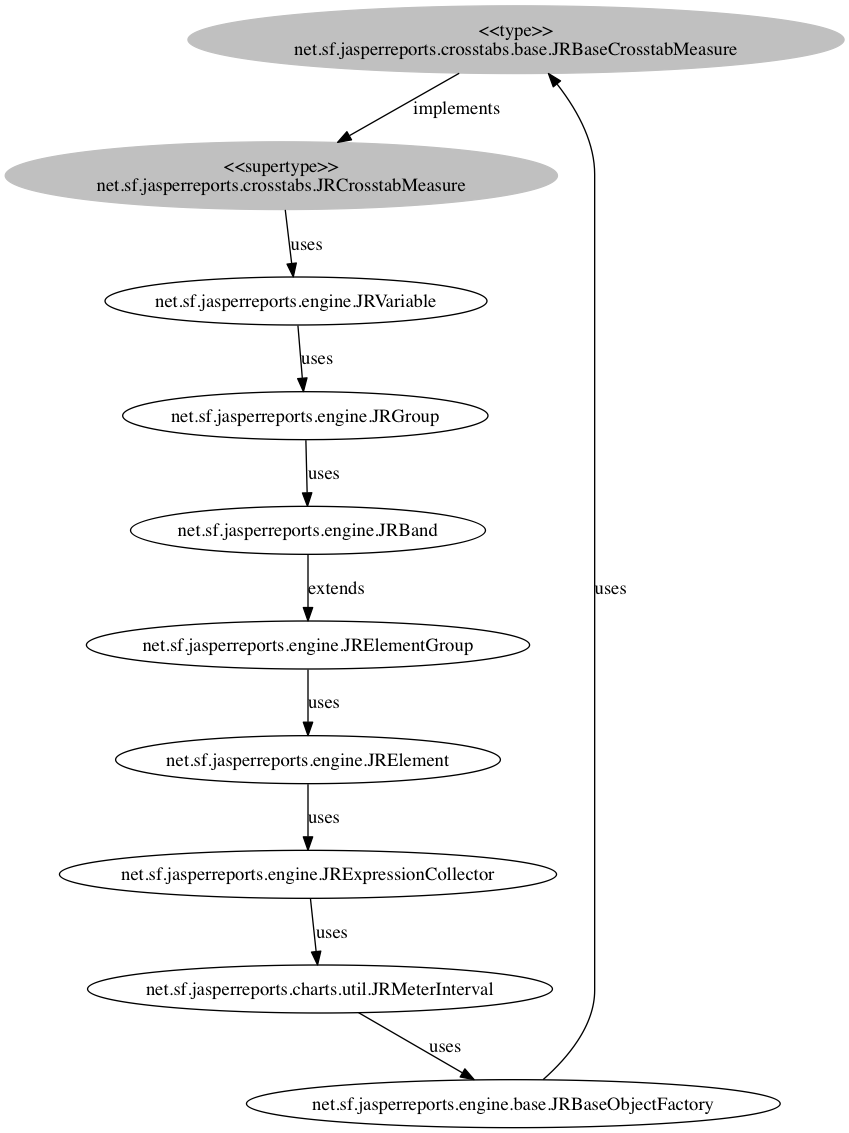 <<type>>
net.sf.jasperreports.crosstabs.base.JRBaseCrosstabMeasure
implements
<<supertype>>
net.sf.jasperreports.crosstabs.JRCrosstabMeasure
uses
net.sf.jasperreports.engine.JRVariable
uses
net.sf.jasperreports.engine.JRGroup
uses
net.sf.jasperreports.engine.JRBand
extends
uses
net.sf.jasperreports.engine.JRElementGroup
uses
net.sf.jasperreports.engine.JRElement
uses
net.sf.jasperreports.engine.JRExpressionCollector
uses
net.sf.jasperreports.charts.util.JRMeterInterval
uses
net.sf.jasperreports.engine.base.JRBaseObjectFactory